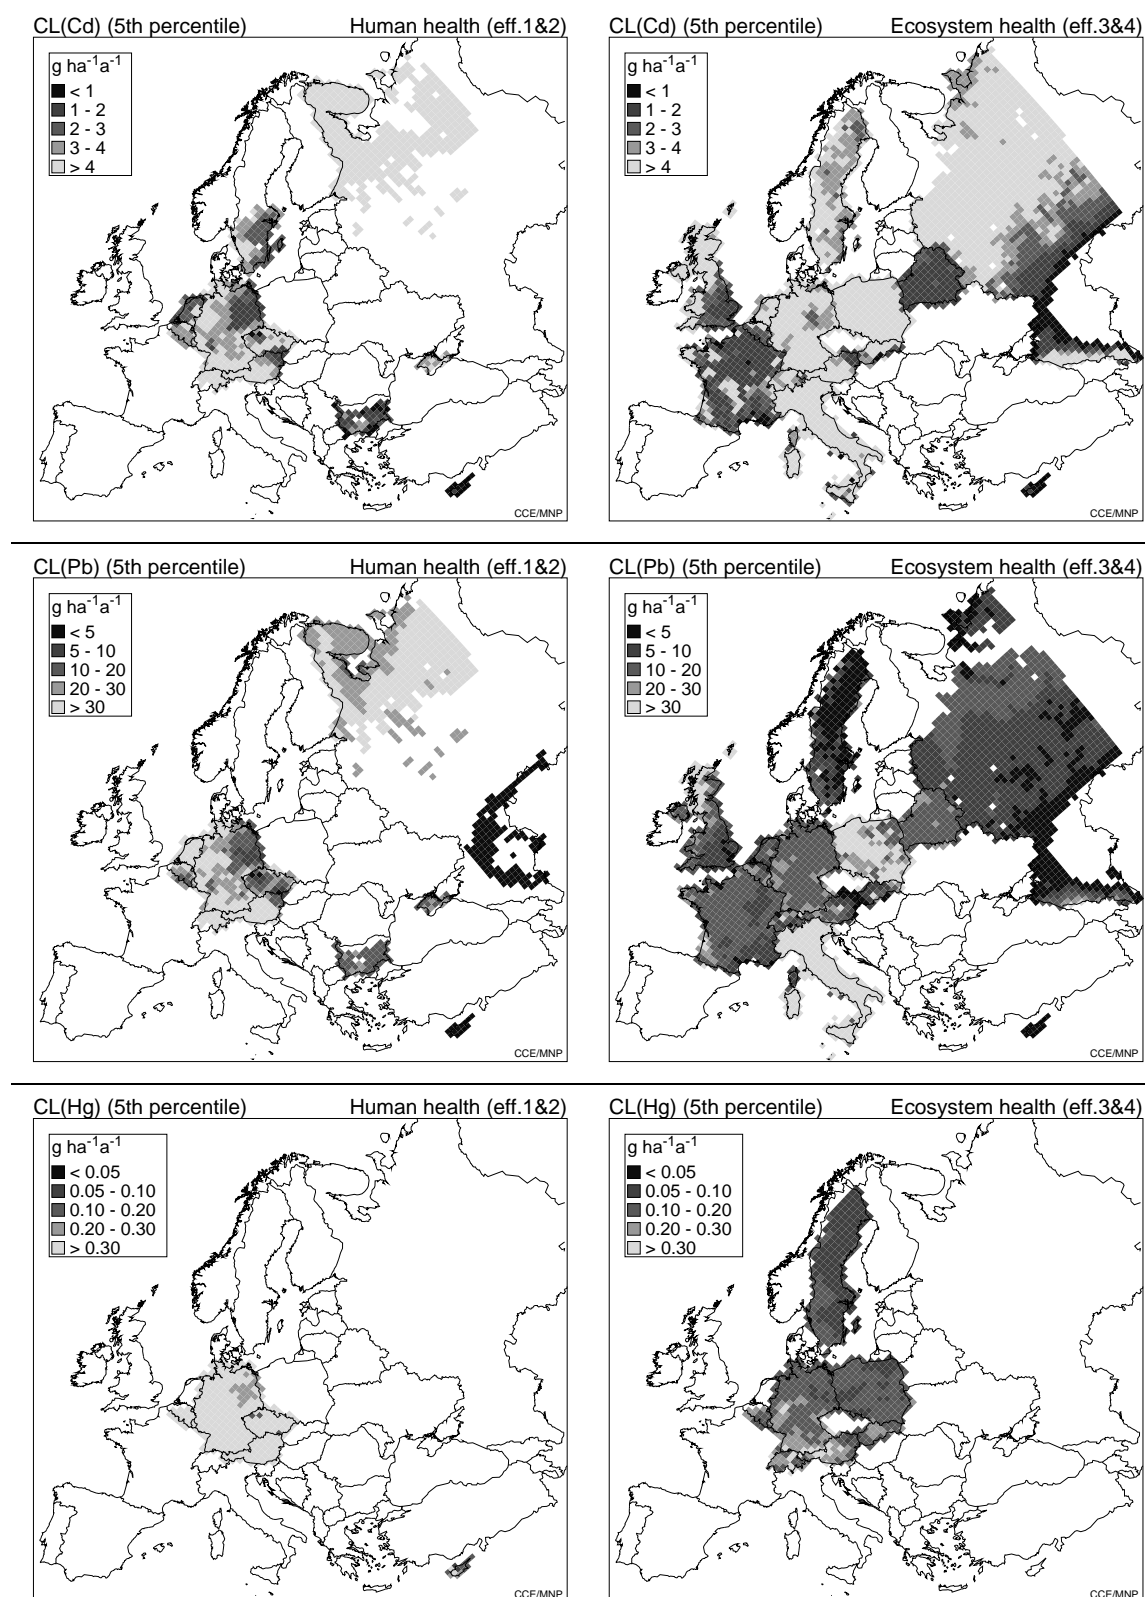 CL(Cd) (5th percentile) Human health (eff.1&2)
g ha-1a-1
< 1
1 - 2
2 - 3
3 - 4
> 4
CCE/MNP
CL(Cd) (5th percentile) Ecosystem health (eff.3&4)
g ha-1a-1
< 1
1 - 2
2 - 3
3 - 4
> 4
CCE/MNP
CL(Pb) (5th percentile) Human health (eff.1&2)
g ha-1a-1
< 5
5 - 10
10 - 20
20 - 30
> 30
CCE/MNP
CL(Pb) (5th percentile) Ecosystem health (eff.3&4)
g ha-1a-1
< 5
5 - 10
10 - 20
20 - 30
> 30
CCE/MNP
CL(Hg) (5th percentile) Human health (eff.1&2)
g ha-1a-1
< 0.05
0.05 - 0.10
0.10 - 0.20
0.20 - 0.30
> 0.30
CCE/MNP
CL(Hg) (5th percentile) Ecosystem health (eff.3&4)
g ha-1a-1
< 0.05
0.05 - 0.10
0.10 - 0.20
0.20 - 0.30
> 0.30
CCE/MNP